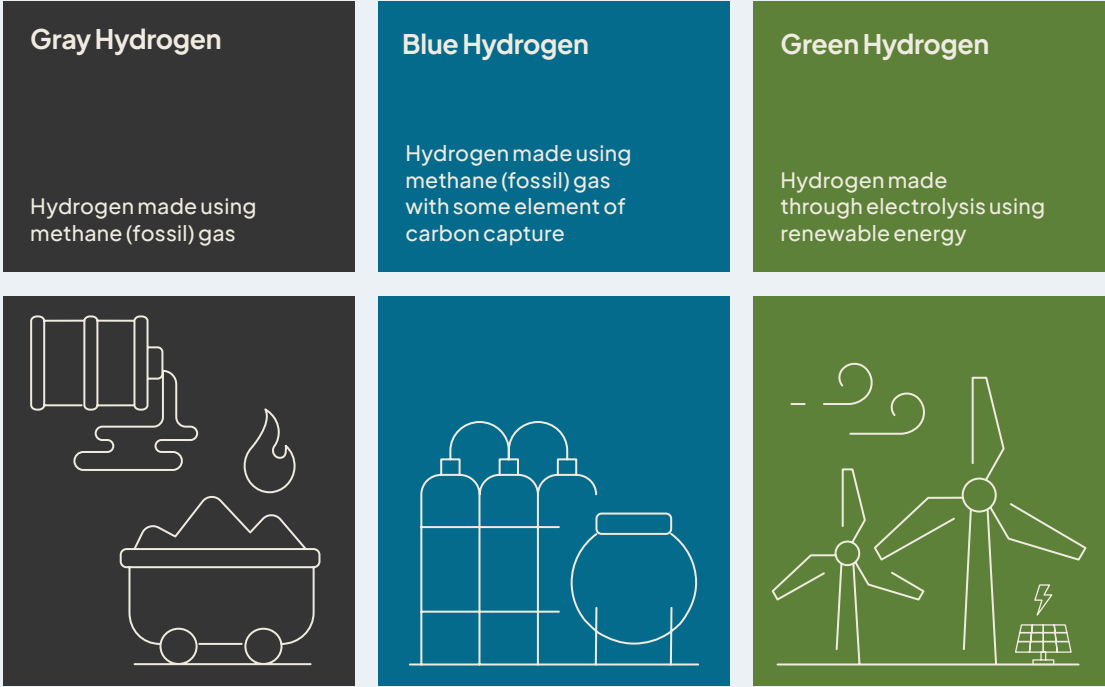 Gray Hydrogen
Hydrogen made using
methane (fossil) gas
Blue Hydrogen
Hydrogen made using
methane (fossil) gas
with some element of
carbon capture
Green Hydrogen
Hydrogen made
through electrolysis using
renewable energy